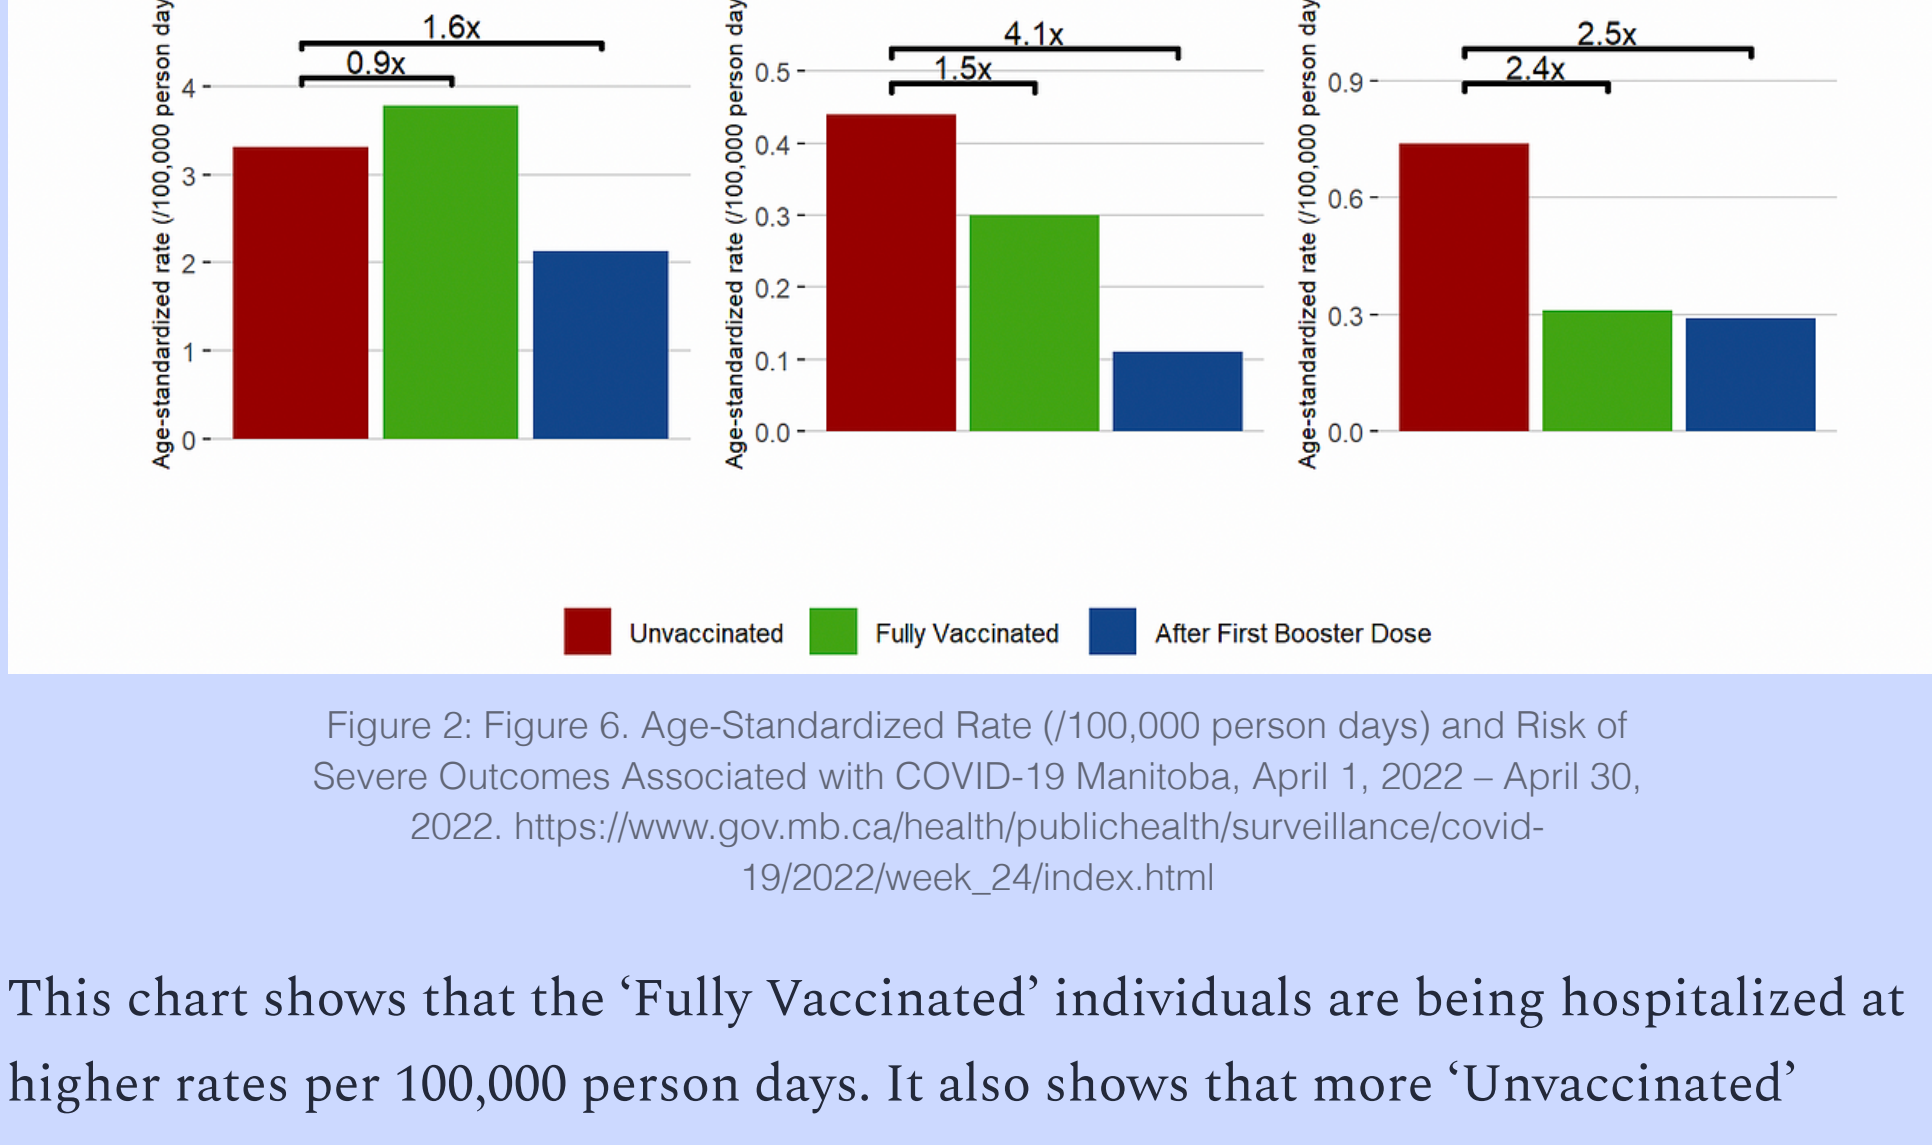 1.6x
0.9x
4
3
2
1
0
Age-standardized rate (/100,000 person day
4.1x
1.5x
0.5
0.4
0.3
0.2
0.1
0.0
Age-standardized rate (/100,000 person day
2.5x
2.4x
0.9
0.6
0.3
0.0
Age-standardized rate (/100,000 person day
Unvaccinated Fully Vaccinated After First Booster Dose
Figure 2: Figure 6. Age-Standardized Rate (/100,000 person days) and Risk of
Severe Outcomes Associated with COVID-19 Manitoba, April 1, 2022 – April 30,
2022. https://www.gov.mb.ca/health/publichealth/surveillance/covid-
19/2022/week_24/index.html
This chart shows that the ‘Fully Vaccinated’ individuals are being hospitalized at
higher rates per 100,000 person days. It also shows that more ‘Unvaccinated’